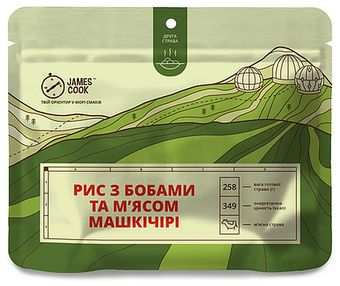 ДРУГА
СТРАВА
JAMES™
COOK
ТВІЙ ОРІЄНТИР У МОРІ СМАКІВ
РИС З БОБАМИ
ТА М'ЯСОМ
МАШКІЧІРІ
258
вага готової
страви (г)
349
енергетична
цінність (ккал)
м'ясна страва